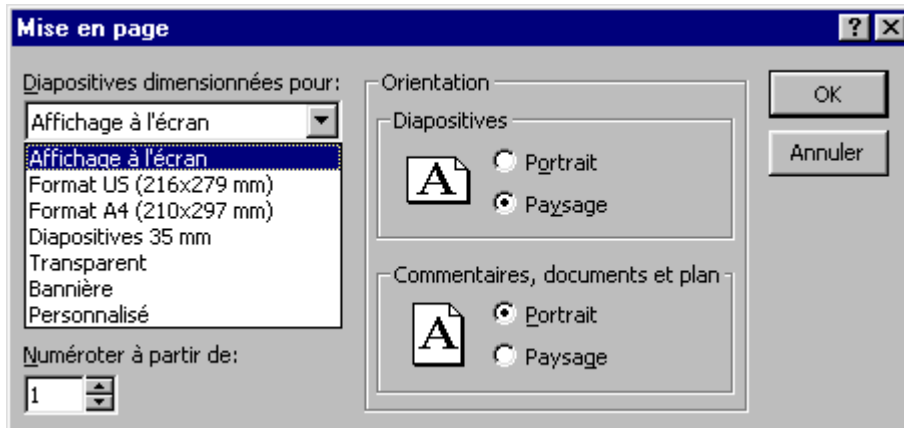 Mise en page
Diapositives dimensionnées pour:
Affichage à l'écran
Affichage à l'écran
Format US (216x279 mm)
Format A4 (210x297 mm)
Diapositives 35 mm
Transparent
Bannière
Personnalisé
Numéroter à partir de:
1
Orientation
Diapositives
A
Portrait
Paysage
Commentaires, documents et plan
A
Portrait
Paysage
OK
Annuler